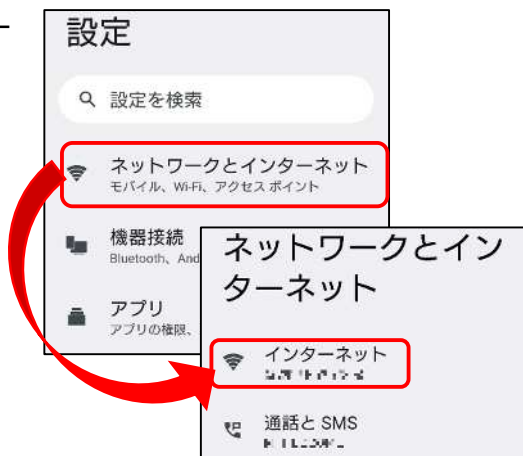 設定
設定を検索
ネットワークとインターネット
モバイル、Wi-Fi、アクセス ポイント
機器接続
Bluetooth、And
アプリ
アプリの権限、
ネットワークとイン
ターネット
インターネット
通話と SMS